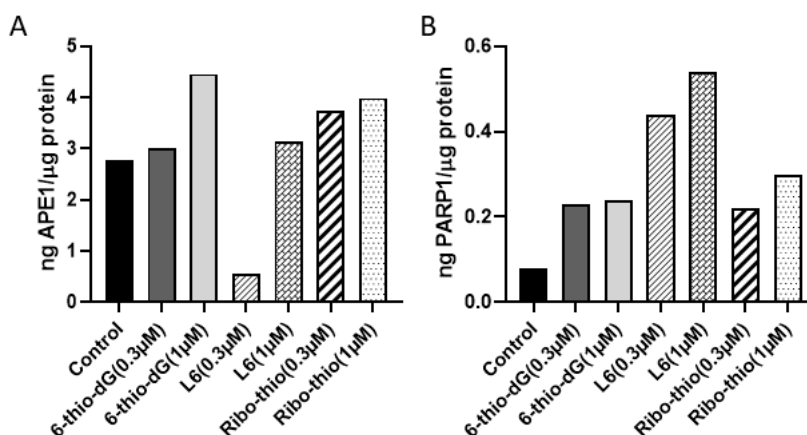 A
ng APE1/µg protein
5
4
3
2
1
0
Control
6-thio-dG(0.3µM)
6-thio-dG(1µM)
L6(0.3µM)
L6(1µM)
Ribo-thio(0.3µM)
Ribo-thio(1µM)
B
ng PARP1/µg protein
0.6
0.4
0.2
0.0
Control
6-thio-dG(0.3µM)
6-thio-dG(1µM)
L6(0.3µM)
L6(1µM)
Ribo-thio(0.3µM)
Ribo-thio(1µM)